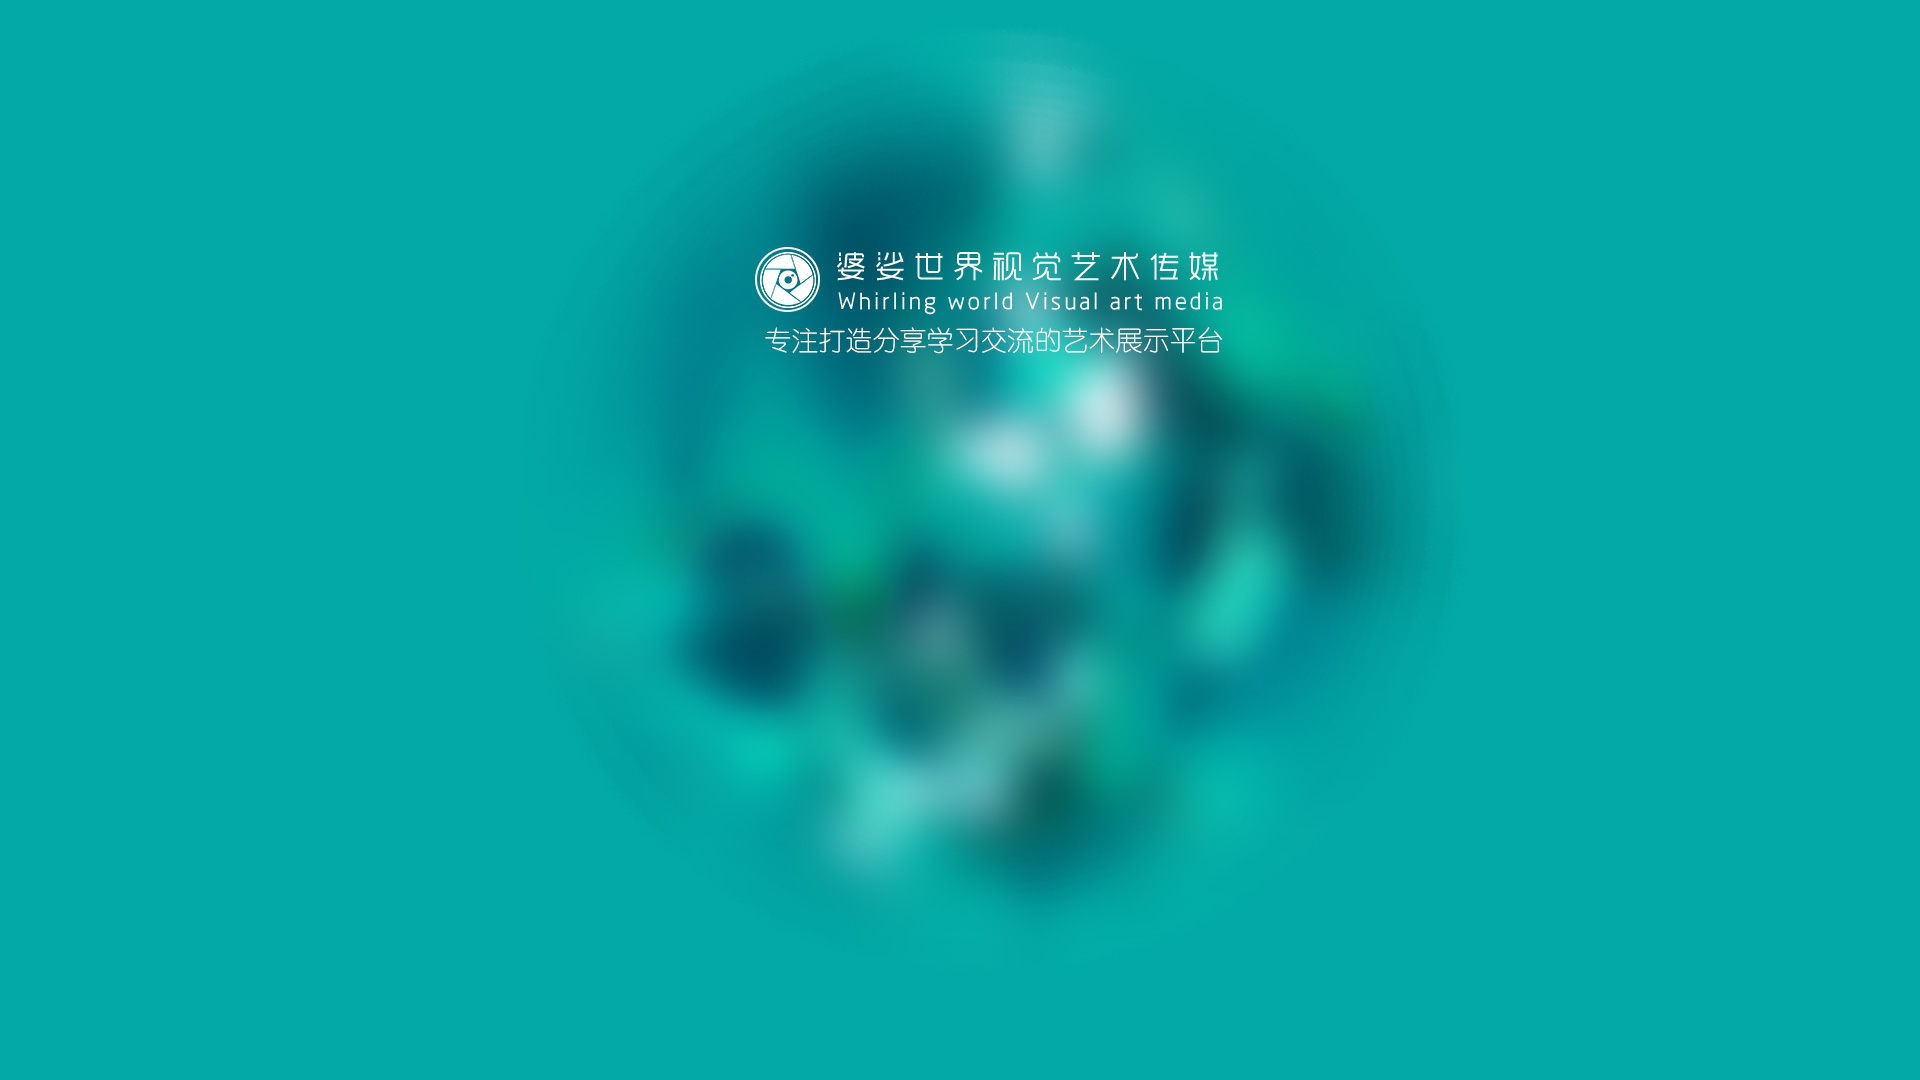 婆娑世界视觉艺术传媒
Whirling world Visual art media
专注打造分享学习交流的艺术展示平台